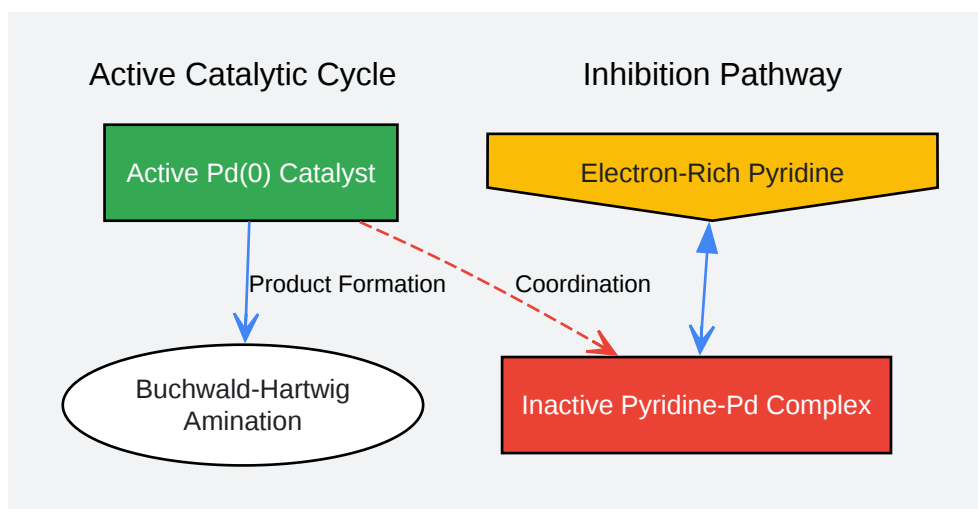 Active Catalytic Cycle
Inhibition Pathway
Active Pd(0) Catalyst
Electron-Rich Pyridine
Product Formation
Coordination
Buchwald-Hartwig
Amination
Inactive Pyridine-Pd Complex